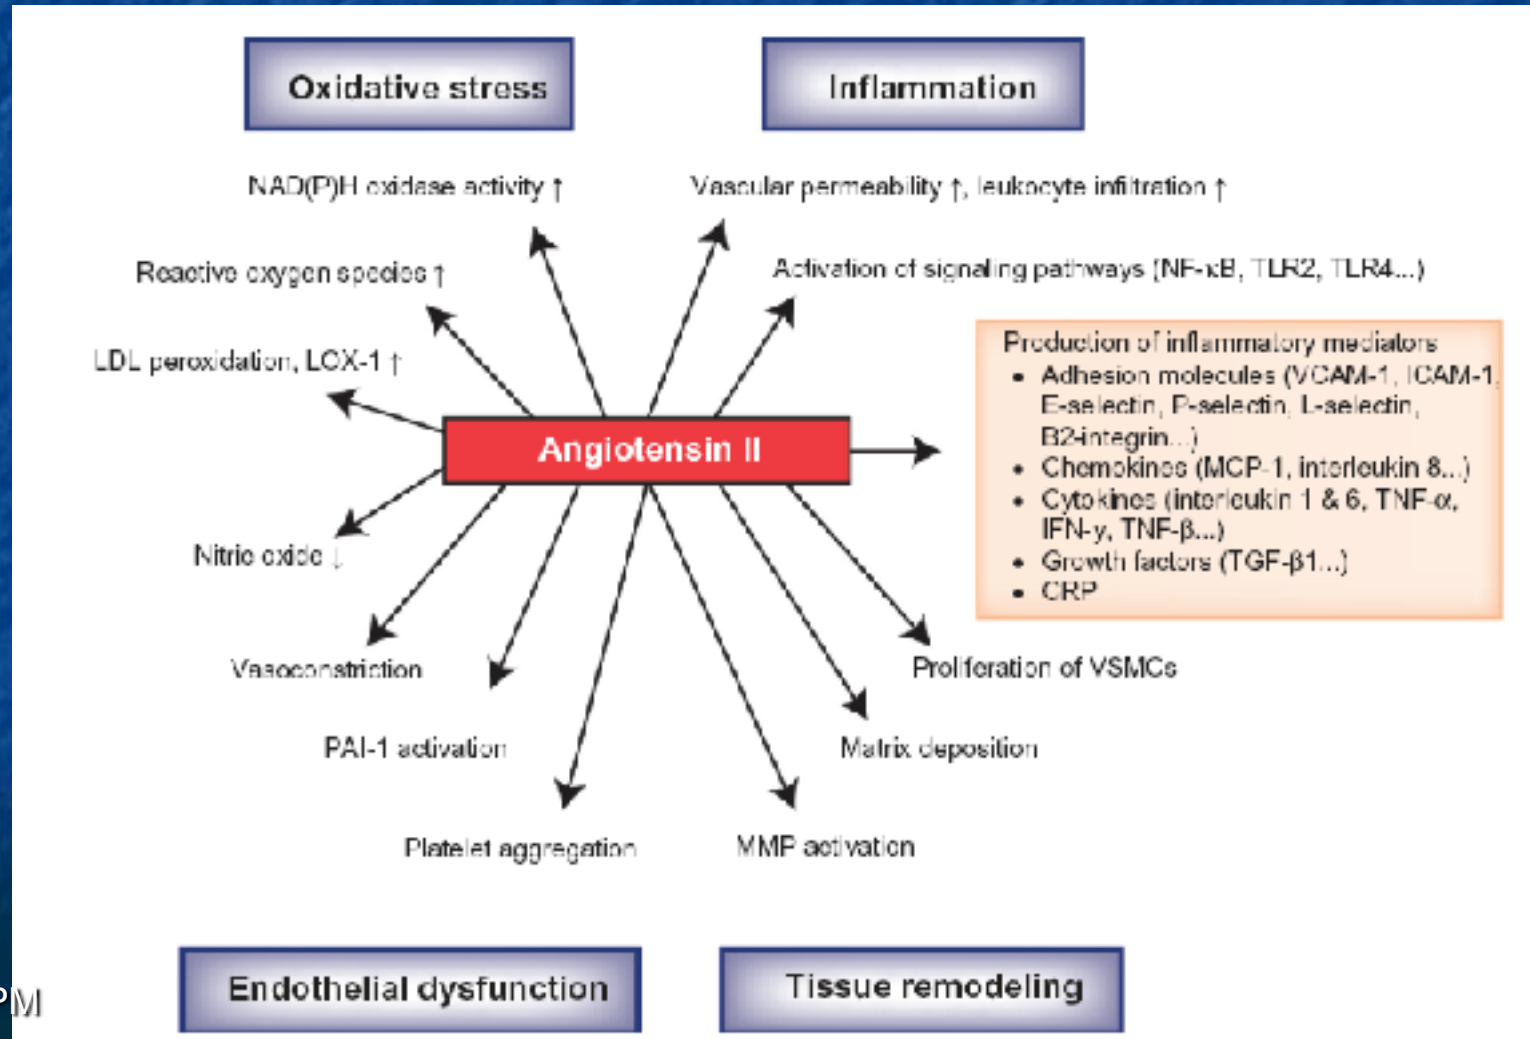 Oxidative stress
Inflammation
NAD(P)H oxidase activity ↑
Vascular permeability ↑, leukocyte infiltration ↑
Reactive oxygen species ↑
Activation of signaling pathways (NF-κB, TLR2, TLR4...)
LDL peroxidation, LOX-1 ↑
Production of inflammatory mediators
• Adhesion molecules (VCAM-1, ICAM-1,
E-selectin, P-selectin, L-selectin,
B2-integrin...)
• Chemokines (MCP-1, interleukin 8...)
• Cytokines (interleukin 1 & 6, TNF-α,
IFN-γ, TNF-β...)
• Growth factors (TGF-β1...)
• CRP
Angiotensin II
Nitric oxide ↓
Vasoconstriction
Proliferation of VSMCs
PAI-1 activation
Matrix deposition
Platelet aggregation
MMP activation
Endothelial dysfunction
Tissue remodeling
PM